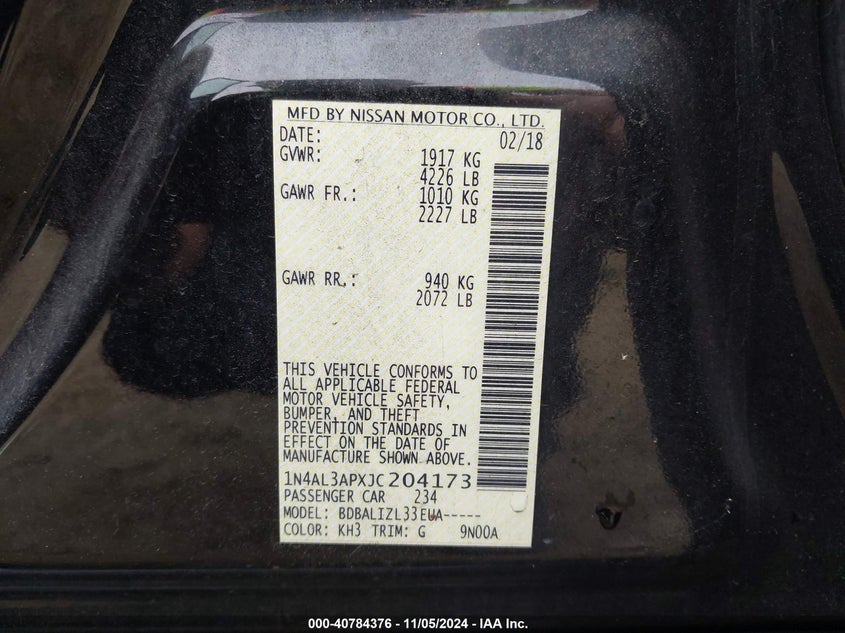 MFD BY NISSAN MOTOR CO., LTD.
DATE: 02/18
GVWR: 1917 KG
4226 LB
GAWR FR.: 1010 KG
2227 LB
GAWR RR.: 940 KG
2072 LB
THIS VEHICLE CONFORMS TO
ALL APPLICABLE FEDERAL
MOTOR VEHICLE SAFETY,
BUMPER, AND THEFT
PREVENTION STANDARDS IN
EFFECT ON THE DATE OF
MANUFACTURE SHOWN ABOVE.
1N4AL3APXJC204173
PASSENGER CAR 234
MODEL: BDBALIZL33EUA-----
COLOR: KH3 TRIM: G 9N00A
000-40784376 - 11/05/2024 - IAA Inc.